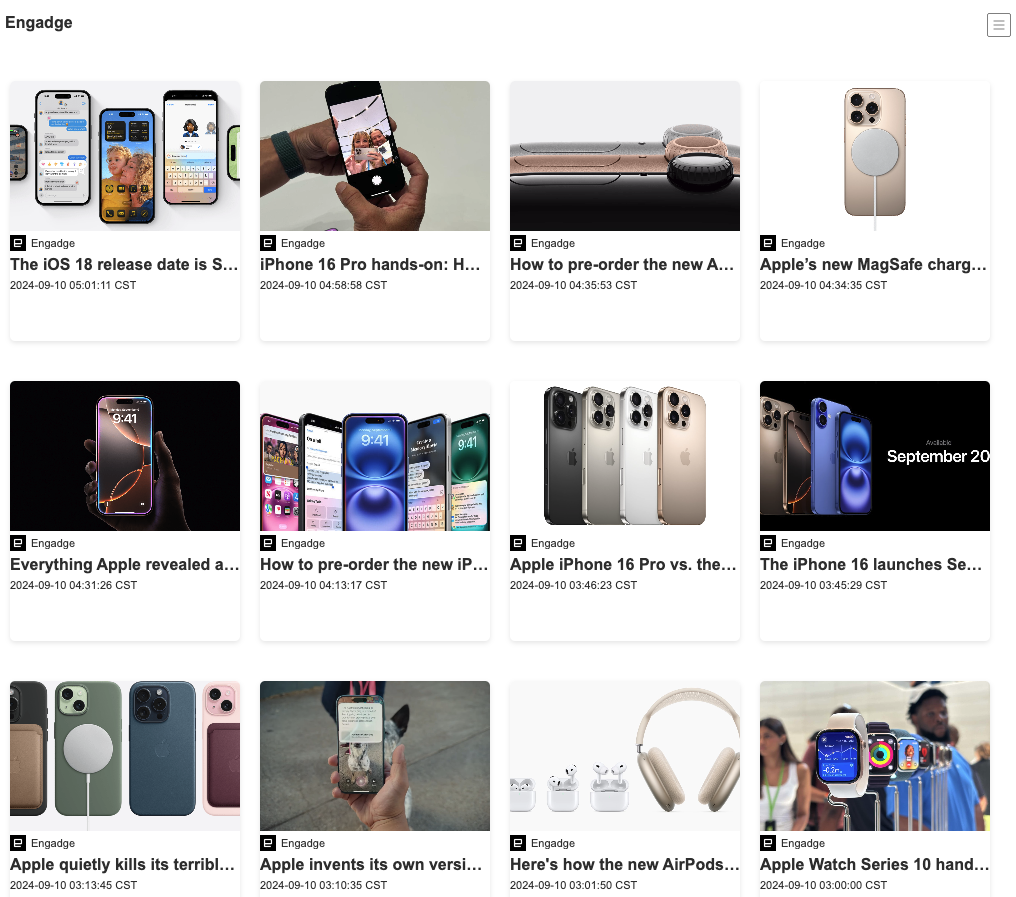 Engadge
Engadge
The iOS 18 release date is S...
2024-09-10 05:01:11 CST
Engadge
iPhone 16 Pro hands-on: H...
2024-09-10 04:58:58 CST
Engadge
How to pre-order the new A...
2024-09-10 04:35:53 CST
Engadge
Apple’s new MagSafe charg...
2024-09-10 04:34:35 CST
9:41
9:41
9:41
Available
September 20
Engadge
Everything Apple revealed a...
2024-09-10 04:31:26 CST
Engadge
How to pre-order the new iP...
2024-09-10 04:13:17 CST
Engadge
Apple iPhone 16 Pro vs. the...
2024-09-10 03:46:23 CST
Engadge
The iPhone 16 launches Se...
2024-09-10 03:45:29 CST
Engadge
Apple quietly kills its terribl...
2024-09-10 03:13:45 CST
Engadge
Apple invents its own versi...
2024-09-10 03:10:35 CST
Engadge
Here's how the new AirPods...
2024-09-10 03:01:50 CST
Engadge
Apple Watch Series 10 hand...
2024-09-10 03:00:00 CST